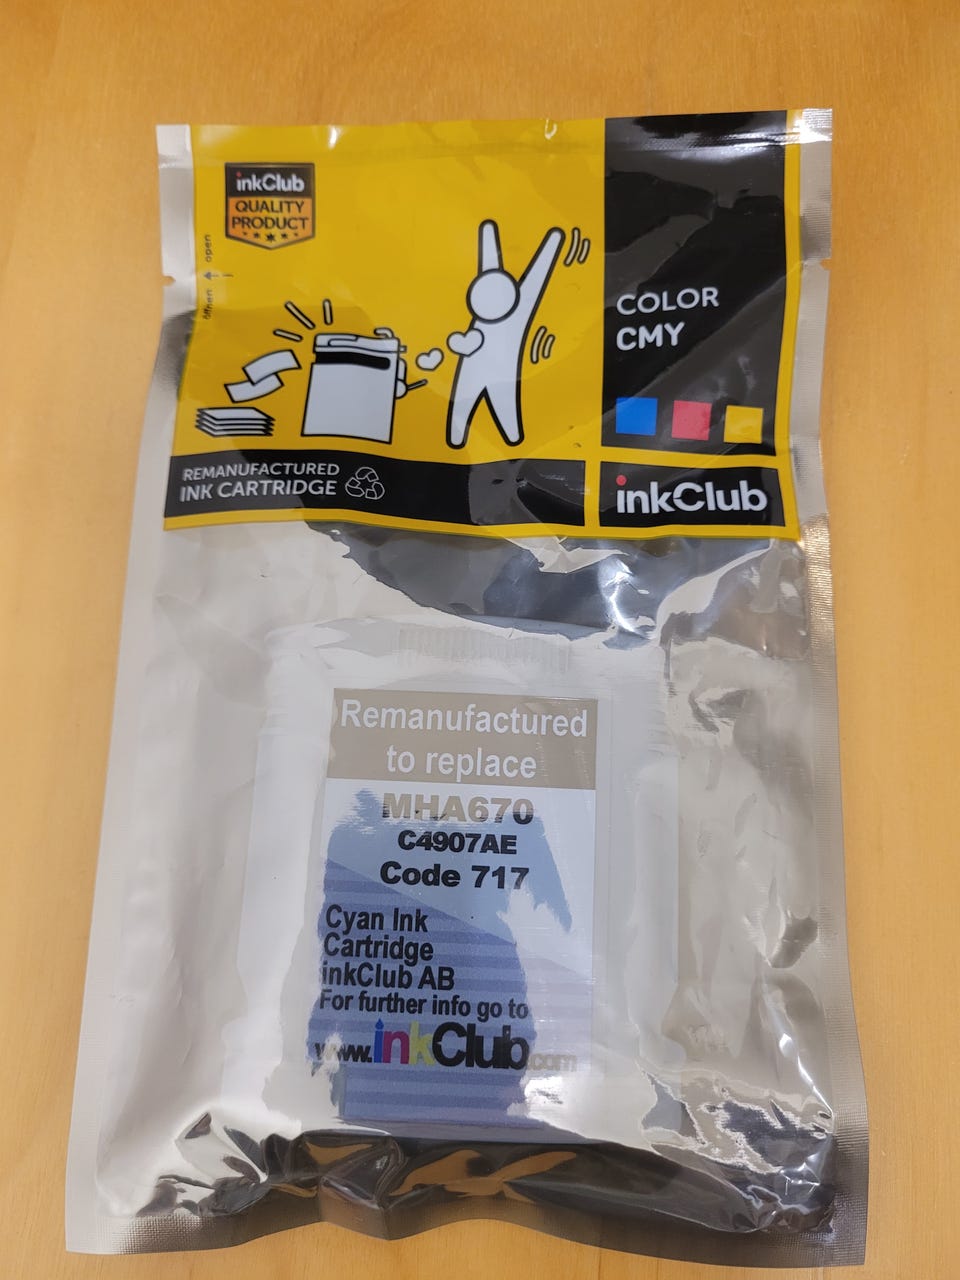 inkClub
QUALITY
PRODUCT
öffnen open
COLOR
CMY
REMANUFACTURED
INK CARTRIDGE
inkClub
Remanufactured
to replace
MHA670
C4907AE
Code 717
Cyan Ink
Cartridge
inkClub AB
For further info go to
www.inkClub.com